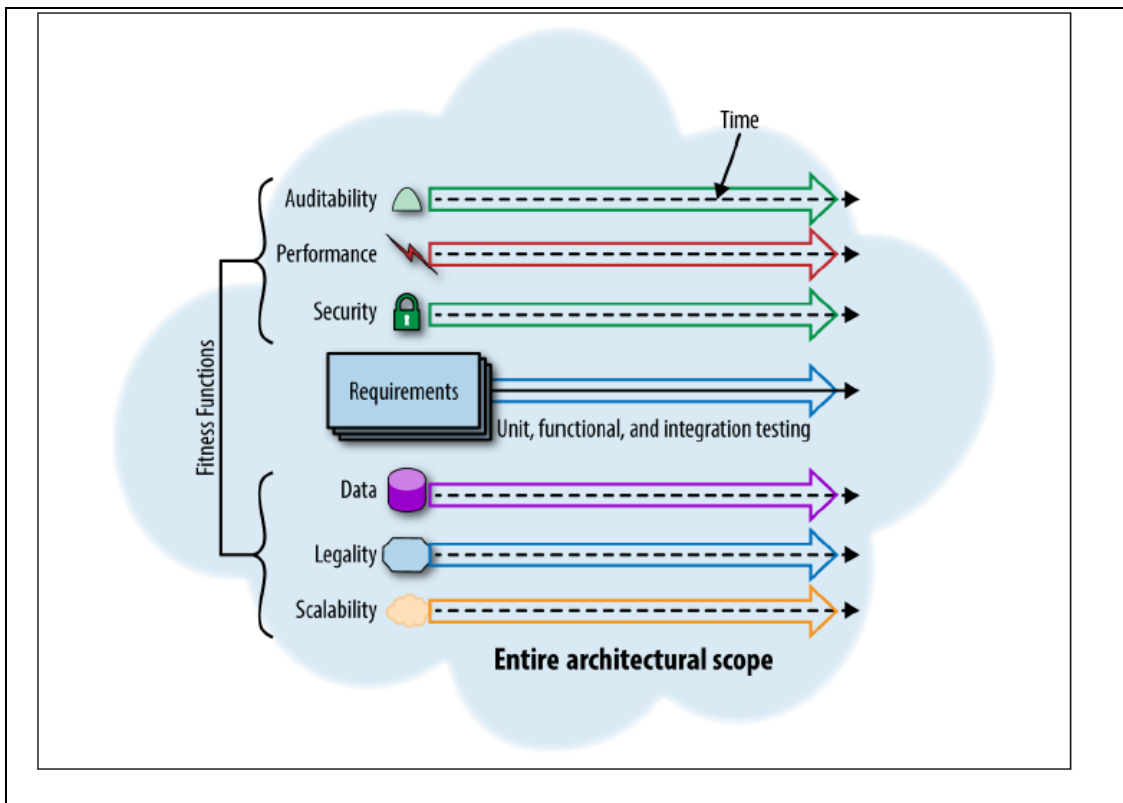 Time
Auditability
Performance
Security
Fitness Functions
Requirements
Unit, functional, and integration testing
Data
Legality
Scalability
Entire architectural scope